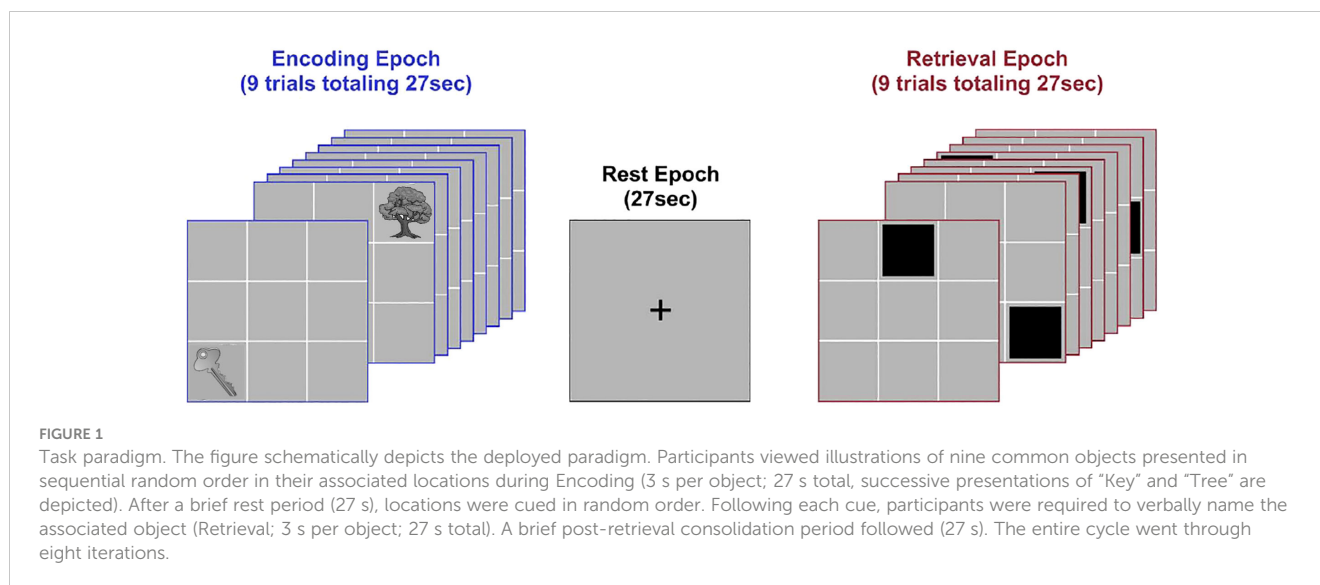 Encoding Epoch
(9 trials totaling 27sec)
Rest Epoch
(27sec)
Retrieval Epoch
(9 trials totaling 27sec)
FIGURE 1
Task paradigm. The figure schematically depicts the deployed paradigm. Participants viewed illustrations of nine common objects presented in
sequential random order in their associated locations during Encoding (3 s per object; 27 s total, successive presentations of “Key” and “Tree” are
depicted). After a brief rest period (27 s), locations were cued in random order. Following each cue, participants were required to verbally name the
associated object (Retrieval; 3 s per object; 27 s total). A brief post-retrieval consolidation period followed (27 s). The entire cycle went through
eight iterations.